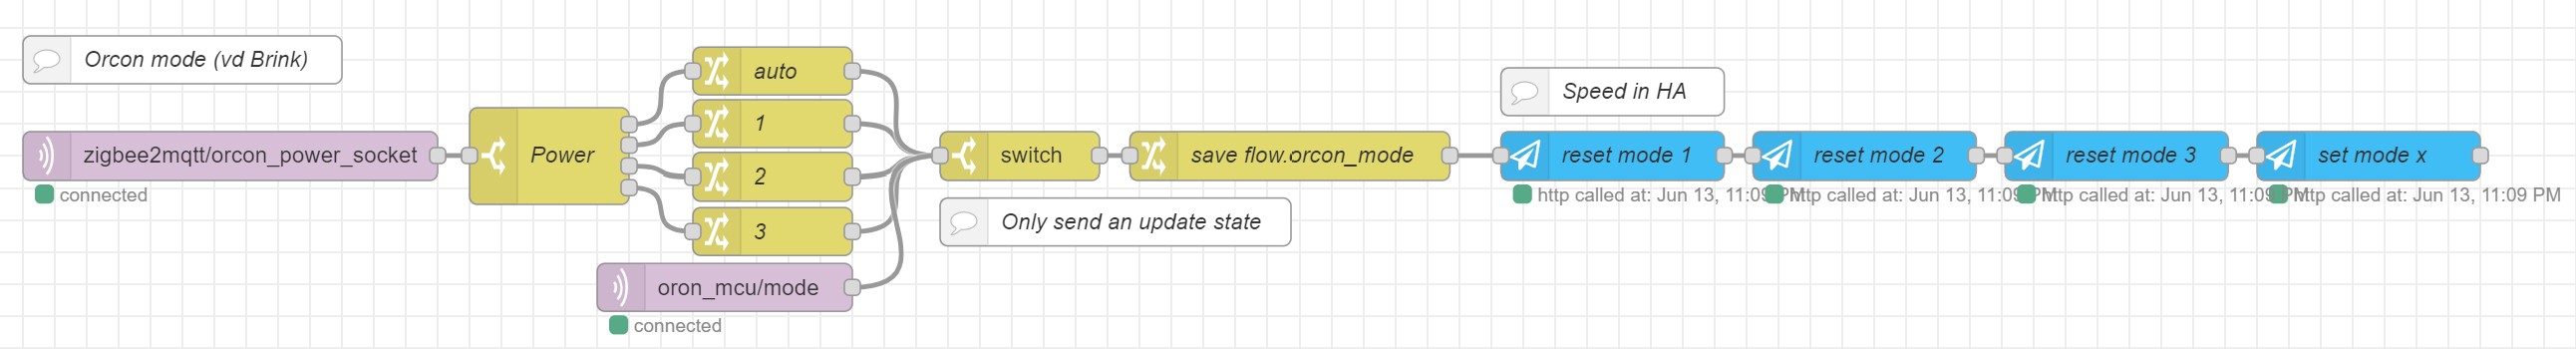 Orcon mode (vd Brink)
auto
Speed in HA
1
zigbee2mqtt/orcon_power_socket
Power
switch
save flow.orcon_mode
reset mode 1
reset mode 2
reset mode 3
set mode x
2
connected
http called at: Jun 13, 11:09 PM
http called at: Jun 13, 11:09 PM
http called at: Jun 13, 11:09 PM
http called at: Jun 13, 11:09 PM
3
Only send an update state
oron_mcu/mode
connected